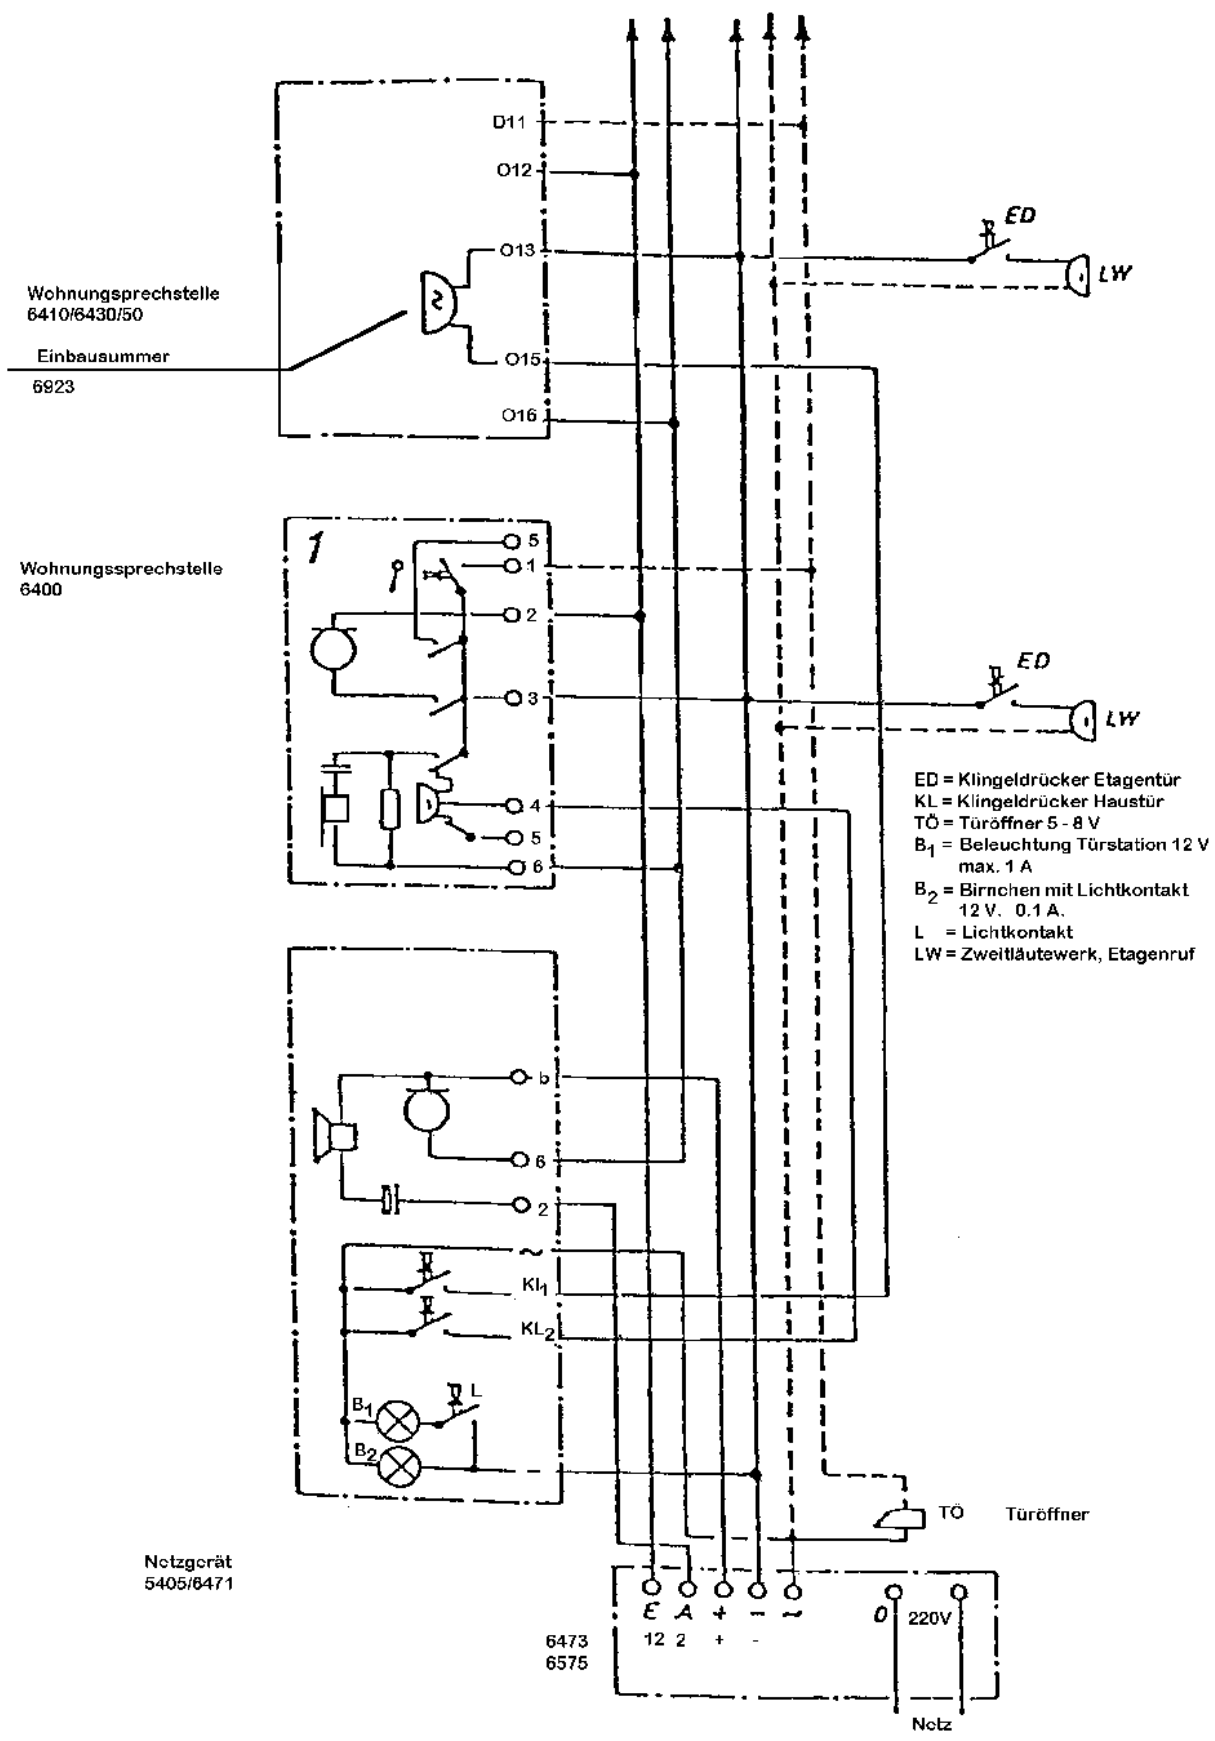 D11
O12
O13
ED
LW
Wohnungsprechstelle
6410/6430/50
Einbausummer
6923
O15
O16
1
5
1
Wohnungssprechstelle
6400
2
3
ED
LW
4
5
6
ED = Klingeldrücker Etagentür
KL = Klingeldrücker Haustür
TÖ = Türöffner 5 - 8 V
B1 = Beleuchtung Türstation 12 V
max. 1 A
B2 = Birnchen mit Lichtkontakt
12 V. 0.1 A.
L = Lichtkontakt
LW = Zweitläutewerk, Etagenruf
b
6
2
~
Kl1
KL2
B1 L
B2
TÖ Türöffner
Netzgerät
5405/6471
E A + - ~ 0 220V
6473 12 2 + -
6575
Netz